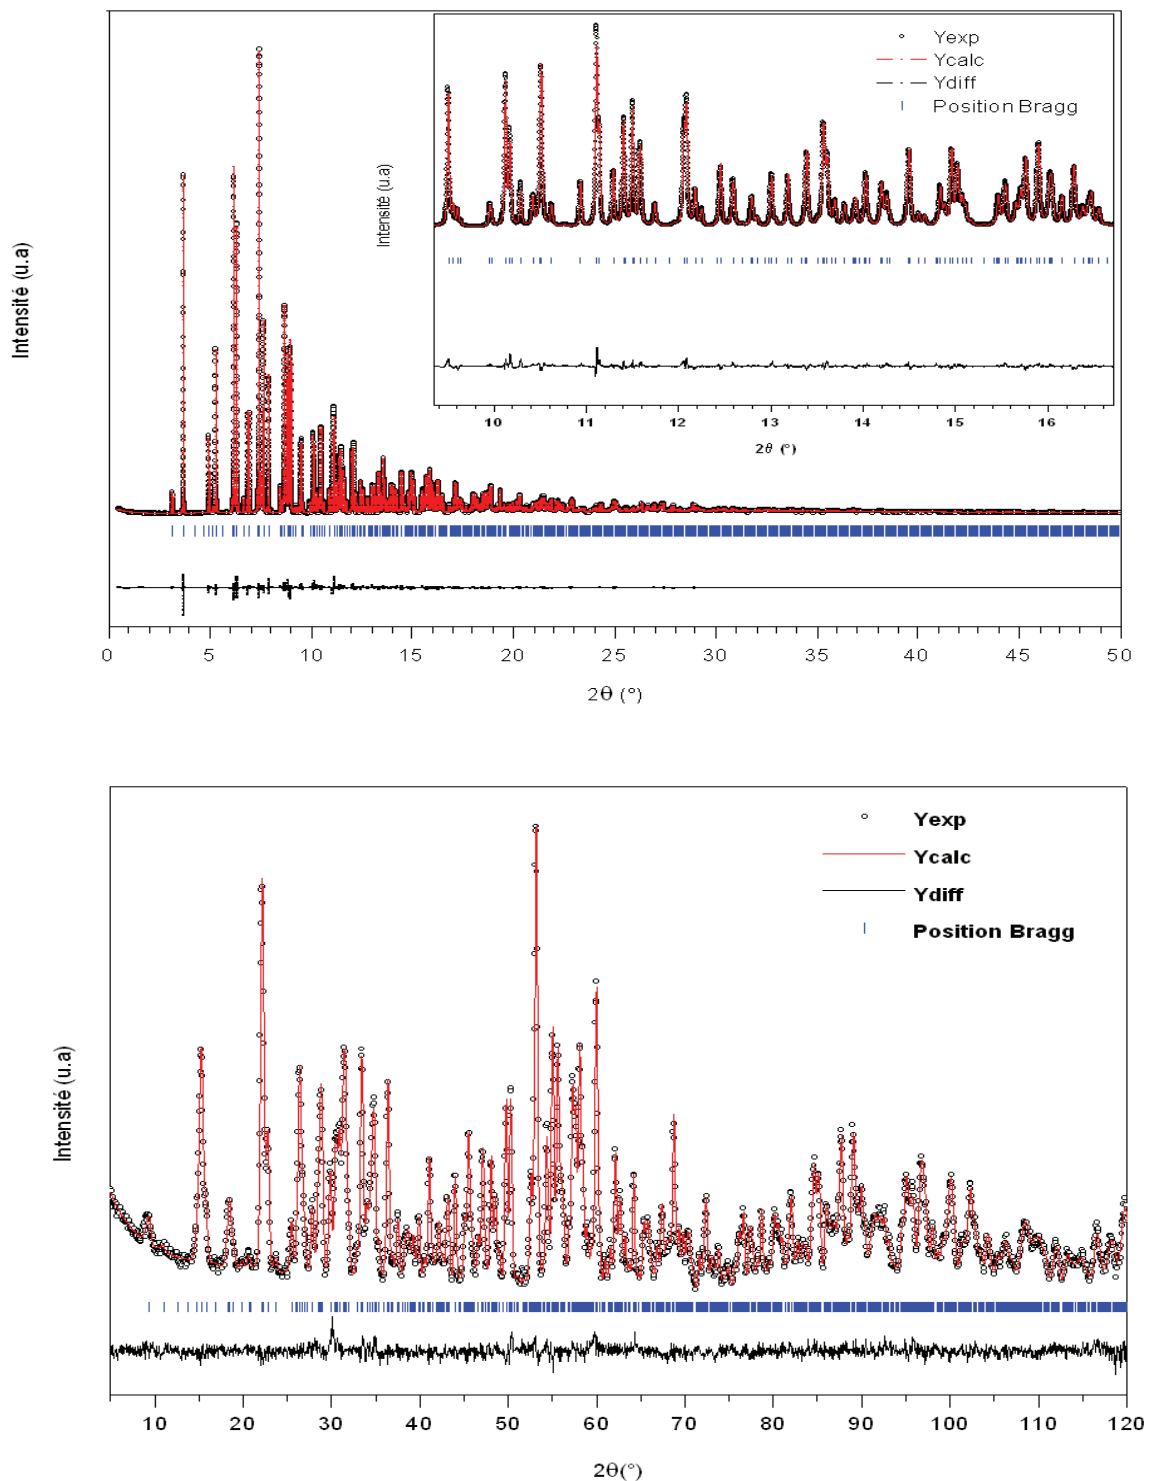 Yexp
Ycalc
Ydiff
Position Bragg
Intensité (u.a)
10 11 12 13 14 15 16
2θ (°)
Intensité (u.a)
0 5 10 15 20 25 30 35 40 45 50
2θ (°)
Yexp
Ycalc
Ydiff
Position Bragg
Intensité (u.a)
10 20 30 40 50 60 70 80 90 100 110 120
2θ(°)